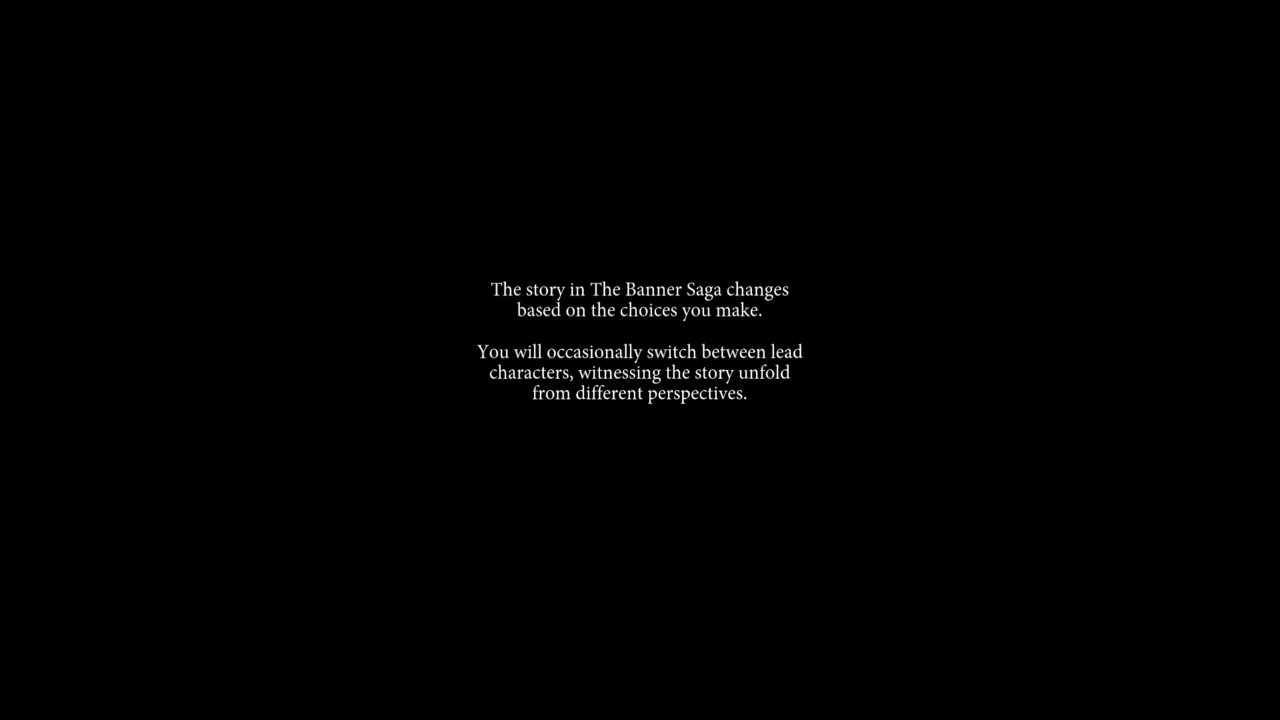 The story in The Banner Saga changes
based on the choices you make.
You will occasionally switch between lead
characters, witnessing the story unfold
from different perspectives.